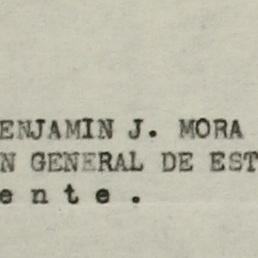 ENJAMIN J. MORA
N GENERAL DE EST
e n t e .